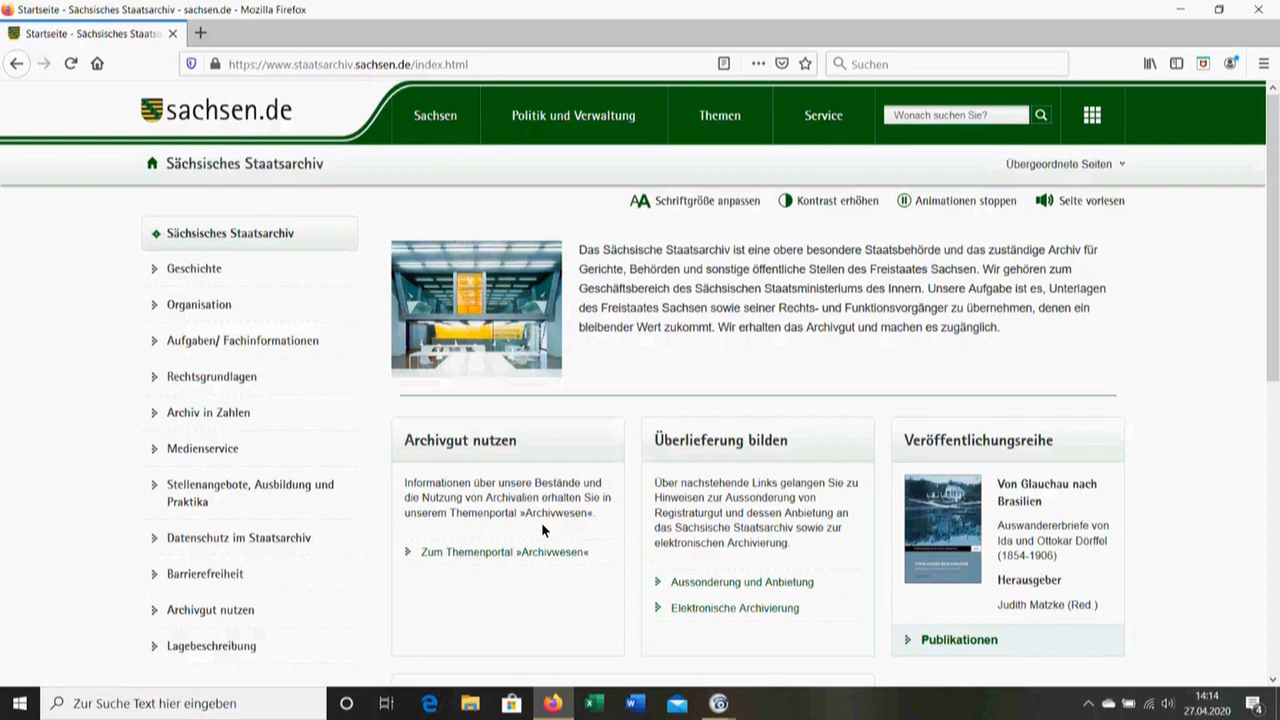 Startseite - Sächsisches Staatsarchiv - sachsen.de - Mozilla Firefox
Startseite - Sächsisches Staats
https://www.staatsarchiv.sachsen.de/index.html
Suchen
sachsen.de
Sachsen
Politik und Verwaltung
Themen
Service
Wonach suchen Sie?
Sächsisches Staatsarchiv
Übergeordnete Seiten
AA Schriftgröße anpassen
Kontrast erhöhen
Animationen stoppen
Seite vorlesen
Sächsisches Staatsarchiv
Geschichte
Organisation
Aufgaben/ Fachinformationen
Rechtsgrundlagen
Archiv in Zahlen
Medienservice
Stellenangebote, Ausbildung und
Praktika
Datenschutz im Staatsarchiv
Barrierefreiheit
Archivgut nutzen
Lagebeschreibung
Das Sächsische Staatsarchiv ist eine obere besondere Staatsbehörde und das zuständige Archiv für
Gerichte, Behörden und sonstige öffentliche Stellen des Freistaates Sachsen. Wir gehören zum
Geschäftsbereich des Sächsischen Staatsministeriums des Innern. Unsere Aufgabe ist es, Unterlagen
des Freistaates Sachsen sowie seiner Rechts- und Funktionsvorgänger zu übernehmen, denen ein
bleibender Wert zukommt. Wir erhalten das Archivgut und machen es zugänglich.
Archivgut nutzen
Informationen über unsere Bestände und
die Nutzung von Archivalien erhalten Sie in
unserem Themenportal »Archivwesen«.
Zum Themenportal »Archivwesen«
Überlieferung bilden
Über nachstehende Links gelangen Sie zu
Hinweisen zur Aussonderung von
Registraturgut und dessen Anbietung an
das Sächsische Staatsarchiv sowie zur
elektronischen Archivierung.
Aussonderung und Anbietung
Elektronische Archivierung
Veröffentlichungsreihe
Von Glauchau nach
Brasilien
Auswandererbriefe von
Ida und Ottokar Dörffel
(1854-1906)
Herausgeber
Judith Matzke (Red.)
Publikationen
Zur Suche Text hier eingeben
14:14
27.04.2020
4